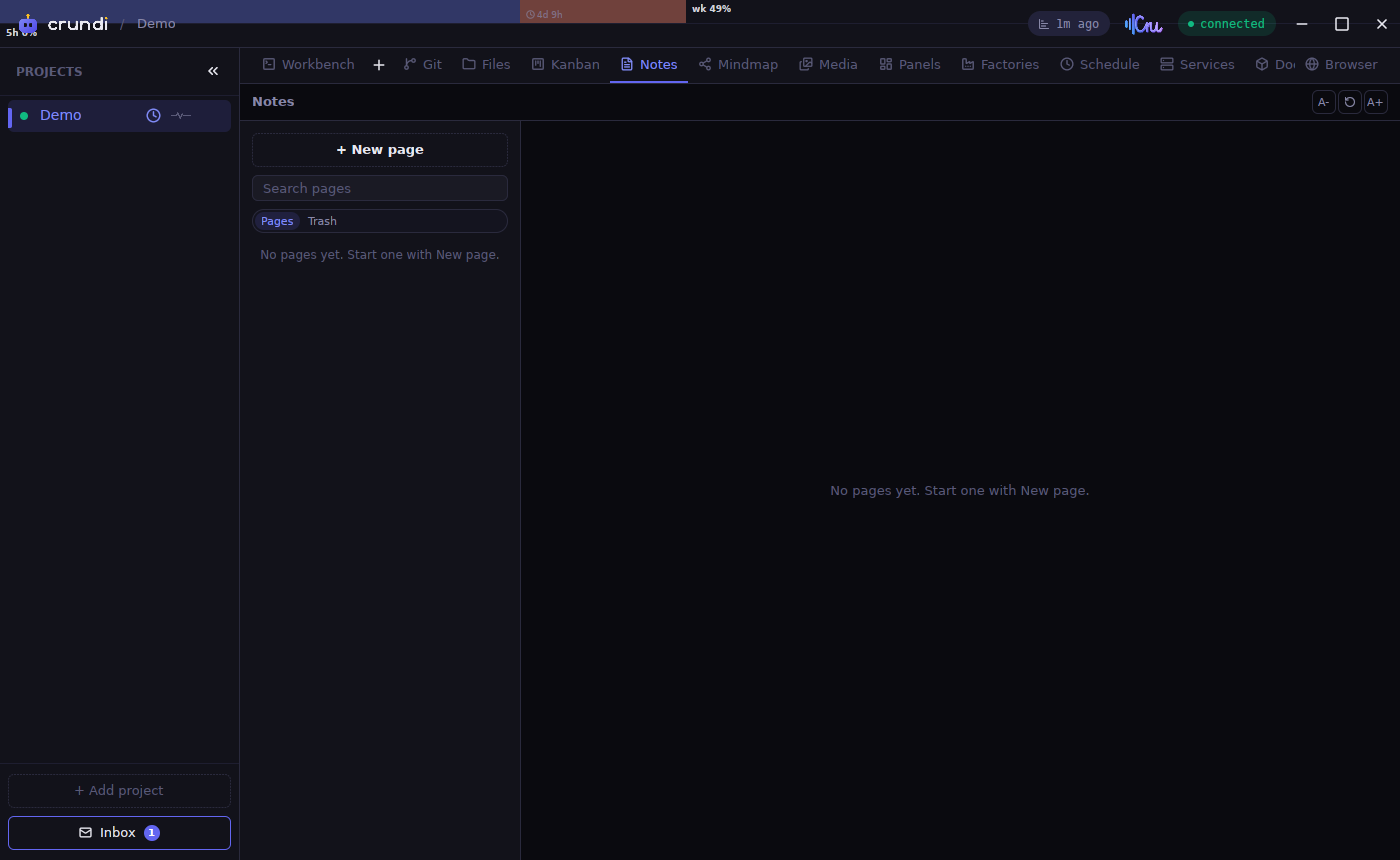 5h 0% 4d 9h wk 49%
crundi / Demo 1m ago Cru connected
PROJECTS
Workbench + Git Files Kanban Notes Mindmap Media Panels Factories Schedule Services Doc Browser
Notes A- A+
Demo
+ New page
Search pages
Pages Trash
No pages yet. Start one with New page.
No pages yet. Start one with New page.
+ Add project
Inbox 1